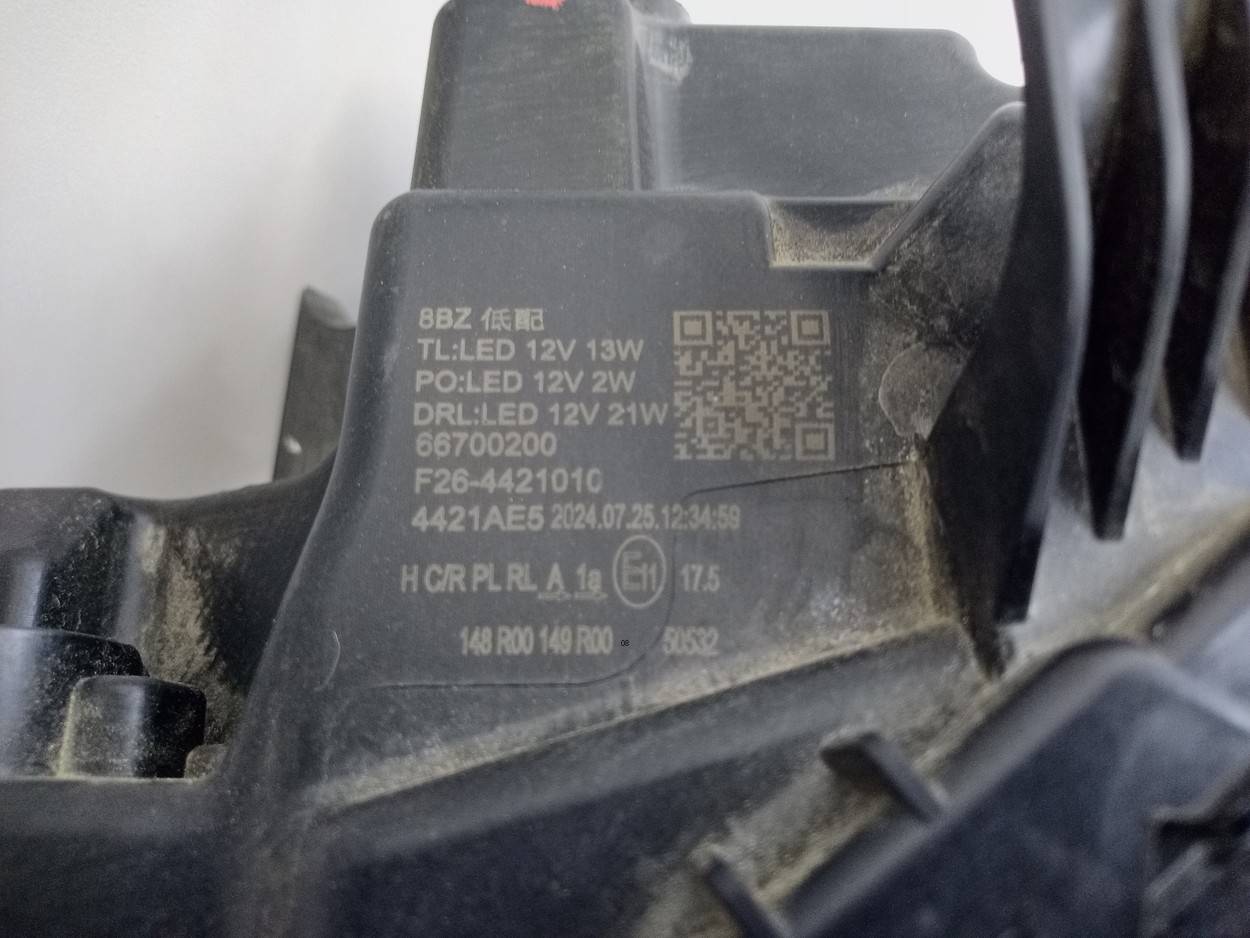 8BZ 低配
TL:LED 12V 13W
PO:LED 12V 2W
DRL:LED 12V 21W
66700200
F26-4421010
4421AE5 2024.07.25.12:34:59
H C/R PL RL A 1a E11 17.5
148 R00 149 R00 08 50532